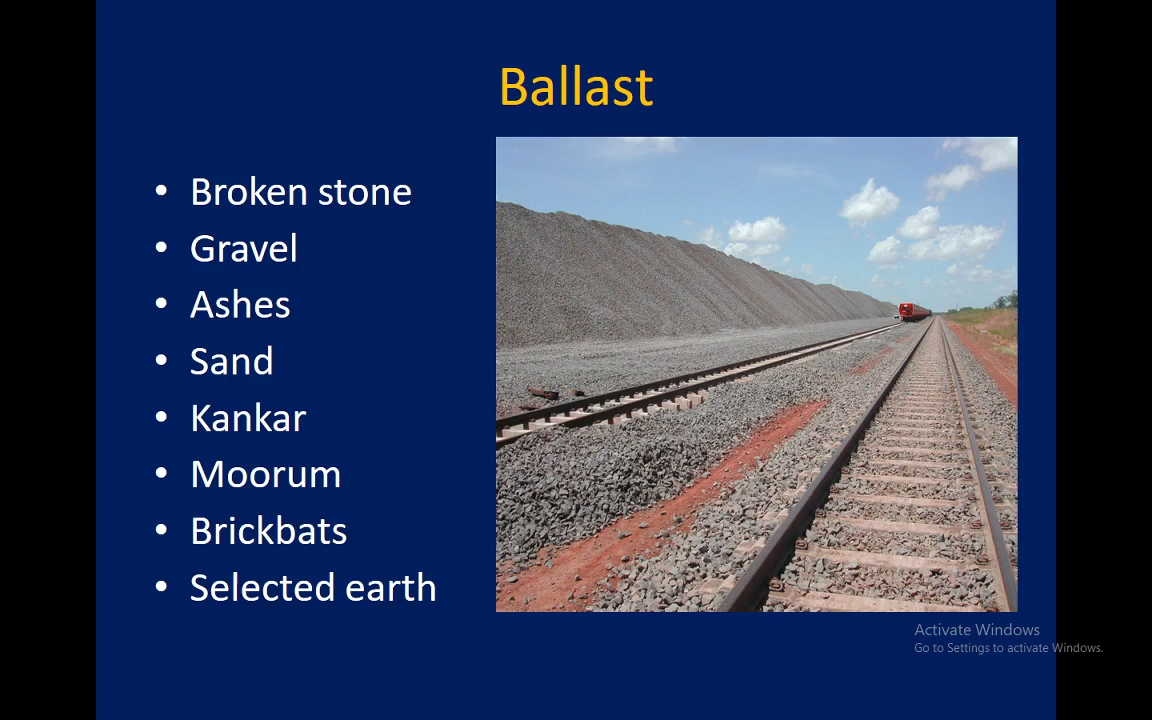 Ballast
• Broken stone
• Gravel
• Ashes
• Sand
• Kankar
• Moorum
• Brickbats
• Selected earth
Activate Windows
Go to Settings to activate Windows.